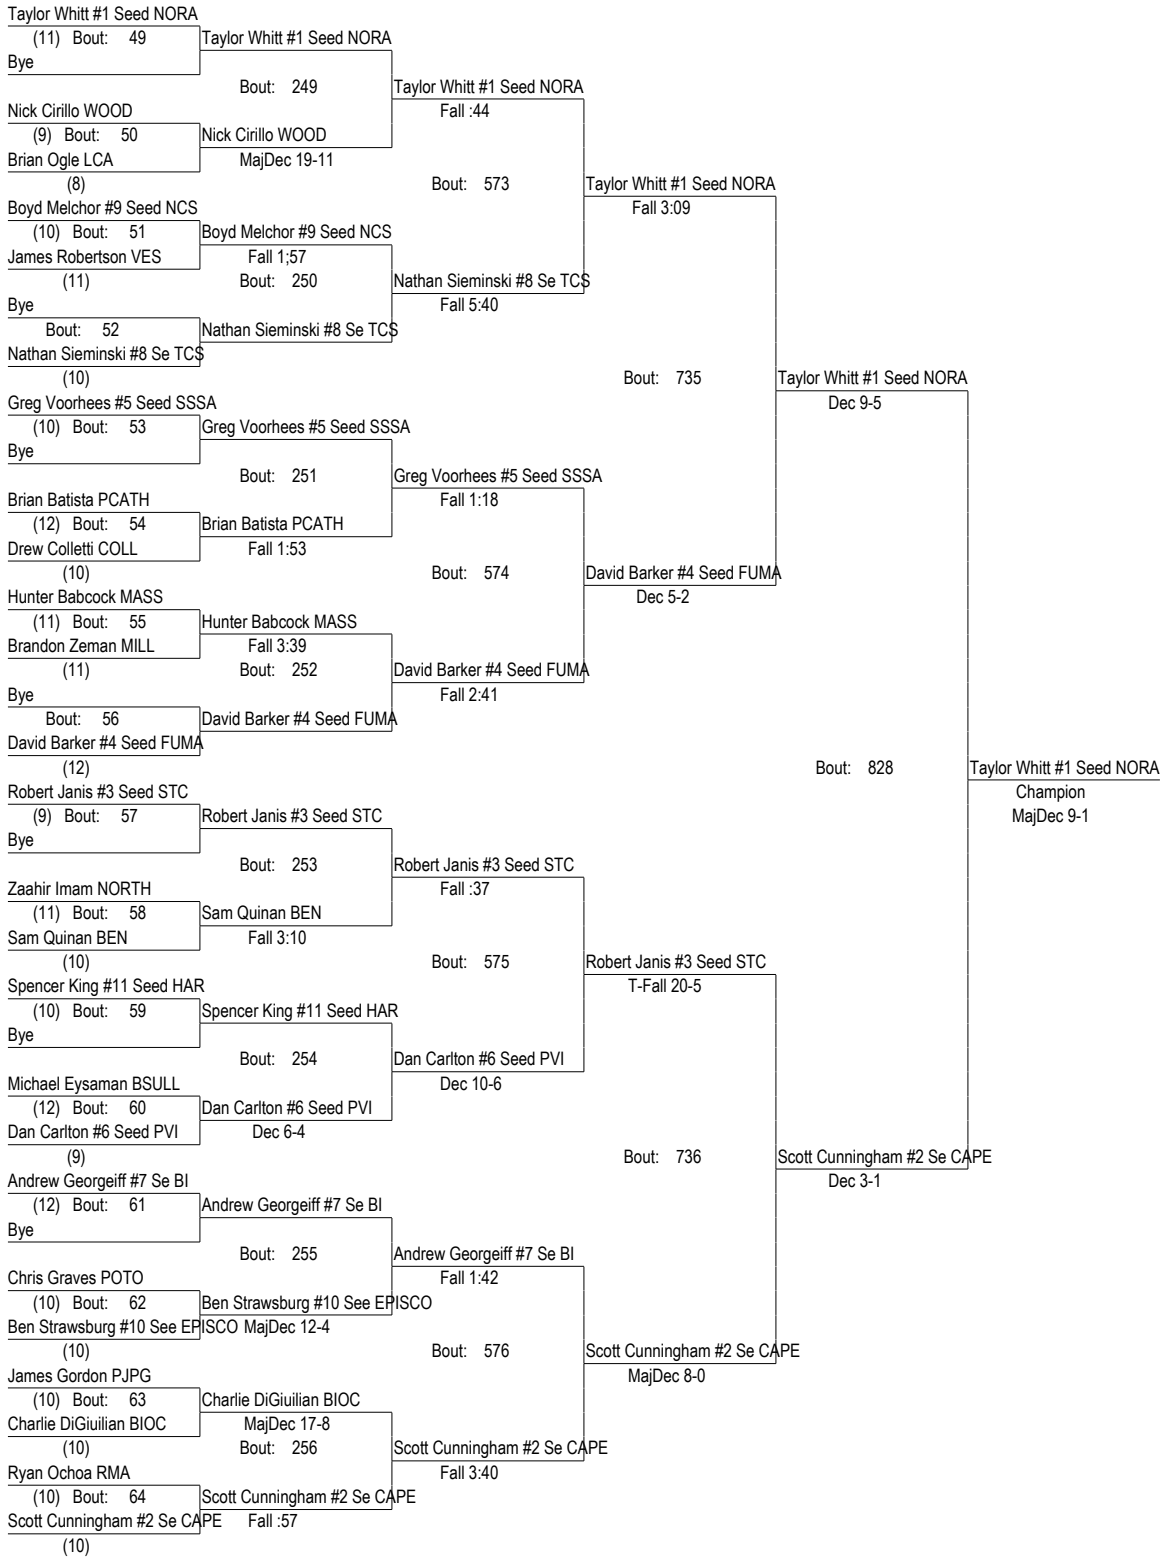 Taylor Whitt #1 Seed NORA
(11) Bout: 49 Taylor Whitt #1 Seed NORA
Bye
Bout: 249 Taylor Whitt #1 Seed NORA
Nick Cirillo WOOD Fall :44
(9) Bout: 50 Nick Cirillo WOOD
Brian Ogle LCA MajDec 19-11
(8) Bout: 573 Taylor Whitt #1 Seed NORA
Boyd Melchor #9 Seed NCS Fall 3:09
(10) Bout: 51 Boyd Melchor #9 Seed NCS
James Robertson VES Fall 1;57
(11) Bout: 250 Nathan Sieminski #8 Se TCS
Bye Fall 5:40
Bout: 52 Nathan Sieminski #8 Se TCS
Nathan Sieminski #8 Se TCS
(10) Bout: 735 Taylor Whitt #1 Seed NORA
Greg Voorhees #5 Seed SSSA Dec 9-5
(10) Bout: 53 Greg Voorhees #5 Seed SSSA
Bye
Bout: 251 Greg Voorhees #5 Seed SSSA
Brian Batista PCATH Fall 1:18
(12) Bout: 54 Brian Batista PCATH
Drew Colletti COLL Fall 1:53
(10) Bout: 574 David Barker #4 Seed FUMA
Hunter Babcock MASS Dec 5-2
(11) Bout: 55 Hunter Babcock MASS
Brandon Zeman MILL Fall 3:39
(11) Bout: 252 David Barker #4 Seed FUMA
Bye Fall 2:41
Bout: 56 David Barker #4 Seed FUMA
David Barker #4 Seed FUMA
(12) Bout: 828 Taylor Whitt #1 Seed NORA
Robert Janis #3 Seed STC Champion
(9) Bout: 57 Robert Janis #3 Seed STC MajDec 9-1
Bye
Bout: 253 Robert Janis #3 Seed STC
Zaahir Imam NORTH Fall :37
(11) Bout: 58 Sam Quinan BEN
Sam Quinan BEN Fall 3:10
(10) Bout: 575 Robert Janis #3 Seed STC
Spencer King #11 Seed HAR T-Fall 20-5
(10) Bout: 59 Spencer King #11 Seed HAR
Bye
Bout: 254 Dan Carlton #6 Seed PVI
Michael Eysaman BSULL Dec 10-6
(12) Bout: 60 Dan Carlton #6 Seed PVI
Dan Carlton #6 Seed PVI Dec 6-4
(9) Bout: 736 Scott Cunningham #2 Se CAPE
Andrew Georgeiff #7 Se BI Dec 3-1
(12) Bout: 61 Andrew Georgeiff #7 Se BI
Bye
Bout: 255 Andrew Georgeiff #7 Se BI
Chris Graves POTO Fall 1:42
(10) Bout: 62 Ben Strawsburg #10 See EPISCO
Ben Strawsburg #10 See EPISCO MajDec 12-4
(10) Bout: 576 Scott Cunningham #2 Se CAPE
James Gordon PJPG MajDec 8-0
(10) Bout: 63 Charlie DiGiuilian BIOC
Charlie DiGiuilian BIOC MajDec 17-8
(10) Bout: 256 Scott Cunningham #2 Se CAPE
Ryan Ochoa RMA Fall 3:40
(10) Bout: 64 Scott Cunningham #2 Se CAPE
Scott Cunningham #2 Se CAPE Fall :57
(10)